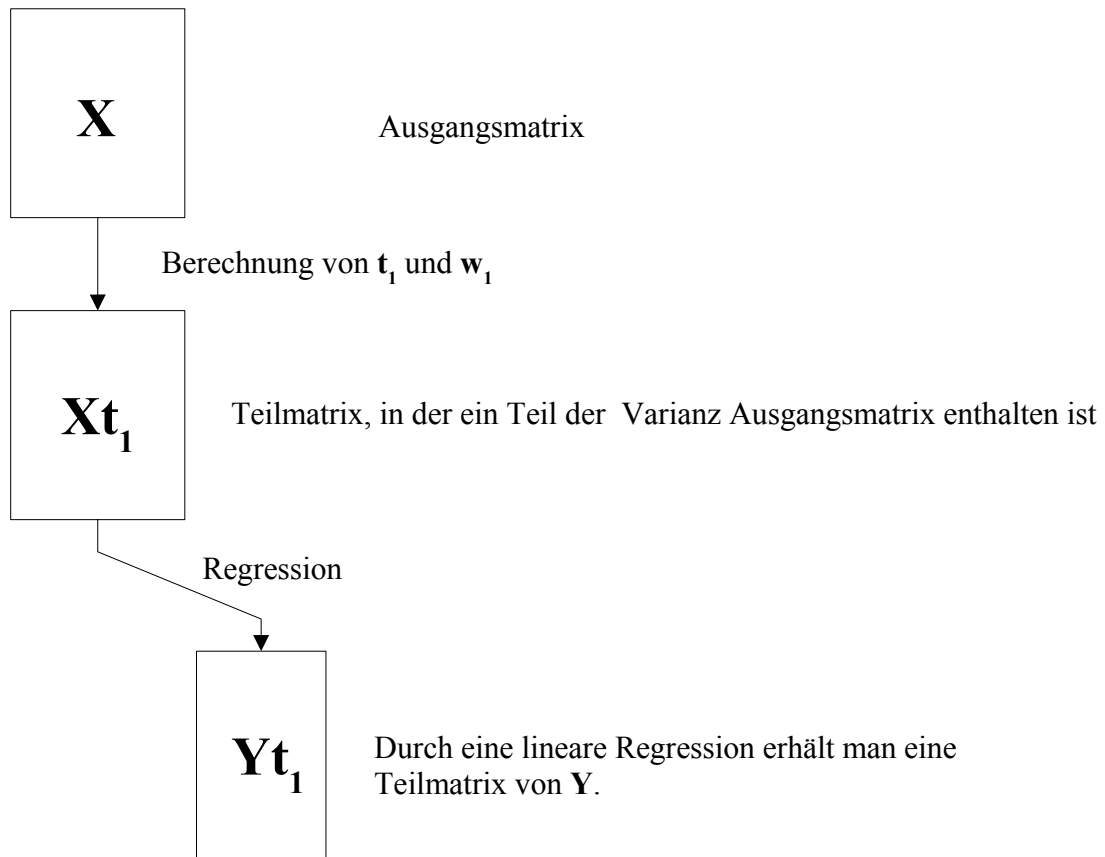 X
Ausgangsmatrix
Berechnung von t₁ und w₁
Xt₁
Teilmatrix, in der ein Teil der Varianz Ausgangsmatrix enthalten ist
Regression
Yt₁
Durch eine lineare Regression erhält man eine
Teilmatrix von Y.